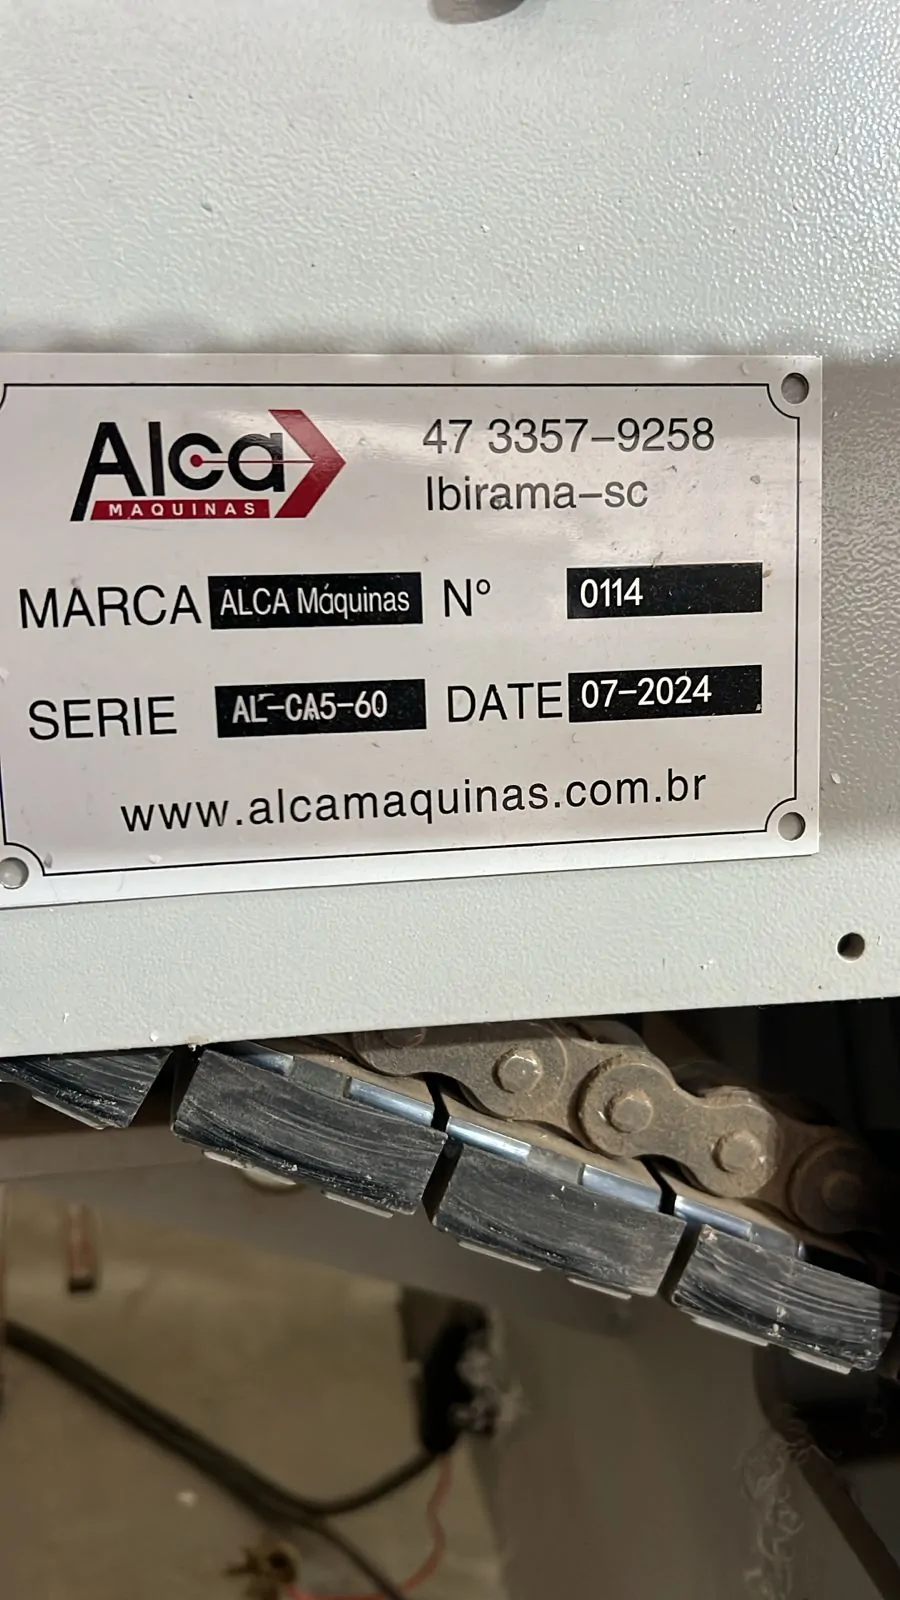 Alca
MAQUINAS
47 3357-9258
Ibirama-sc
MARCA ALCA Máquinas Nº 0114
SERIE AL-CA5-60 DATE 07-2024
www.alcamaquinas.com.br